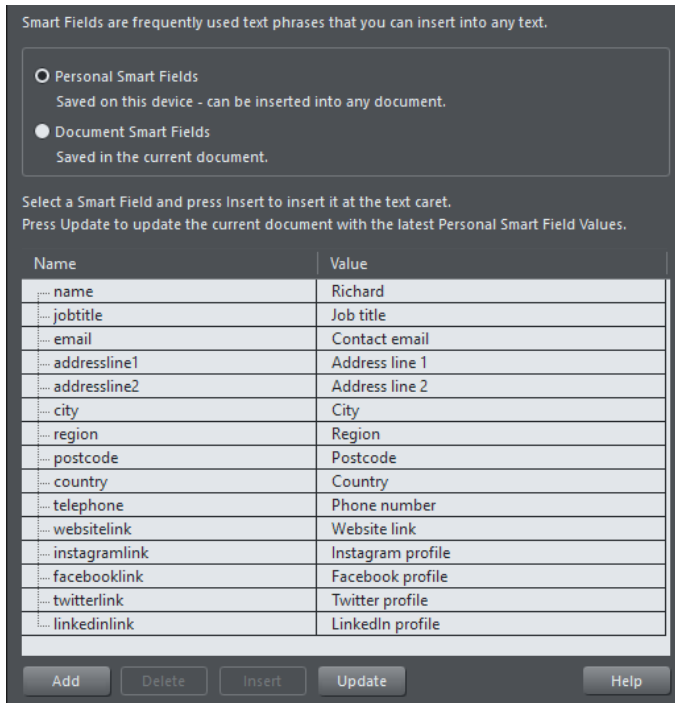 Smart Fields are frequently used text phrases that you can insert into any text.
Personal Smart Fields
Saved on this device - can be inserted into any document.
Document Smart Fields
Saved in the current document.
Select a Smart Field and press Insert to insert it at the text caret.
Press Update to update the current document with the latest Personal Smart Field Values.
Name Value
name Richard
jobtitle Job title
email Contact email
addressline1 Address line 1
addressline2 Address line 2
city City
region Region
postcode Postcode
country Country
telephone Phone number
websitelink Website link
instagramlink Instagram profile
facebooklink Facebook profile
twitterlink Twitter profile
linkedinlink LinkedIn profile
Add Delete Insert Update Help